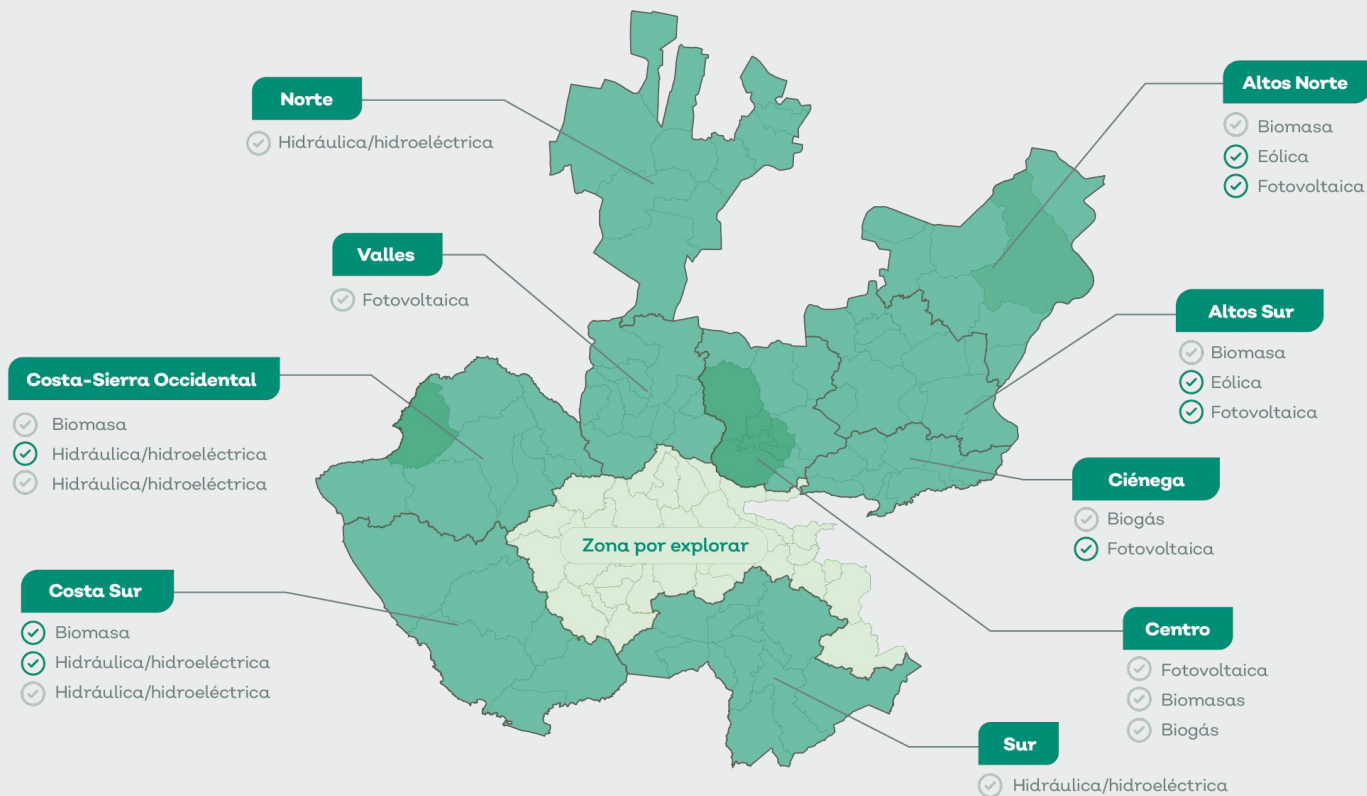 Norte
Hidráulica/hidroeléctrica
Valles
Fotovoltaica
Costa-Sierra Occidental
Biomasa
Hidráulica/hidroeléctrica
Hidráulica/hidroeléctrica
Costa Sur
Biomasa
Hidráulica/hidroeléctrica
Hidráulica/hidroeléctrica
Zona por explorar
Altos Norte
Biomasa
Eólica
Fotovoltaica
Altos Sur
Biomasa
Eólica
Fotovoltaica
Ciénega
Biogás
Fotovoltaica
Centro
Fotovoltaica
Biomasas
Biogás
Sur
Hidráulica/hidroeléctrica